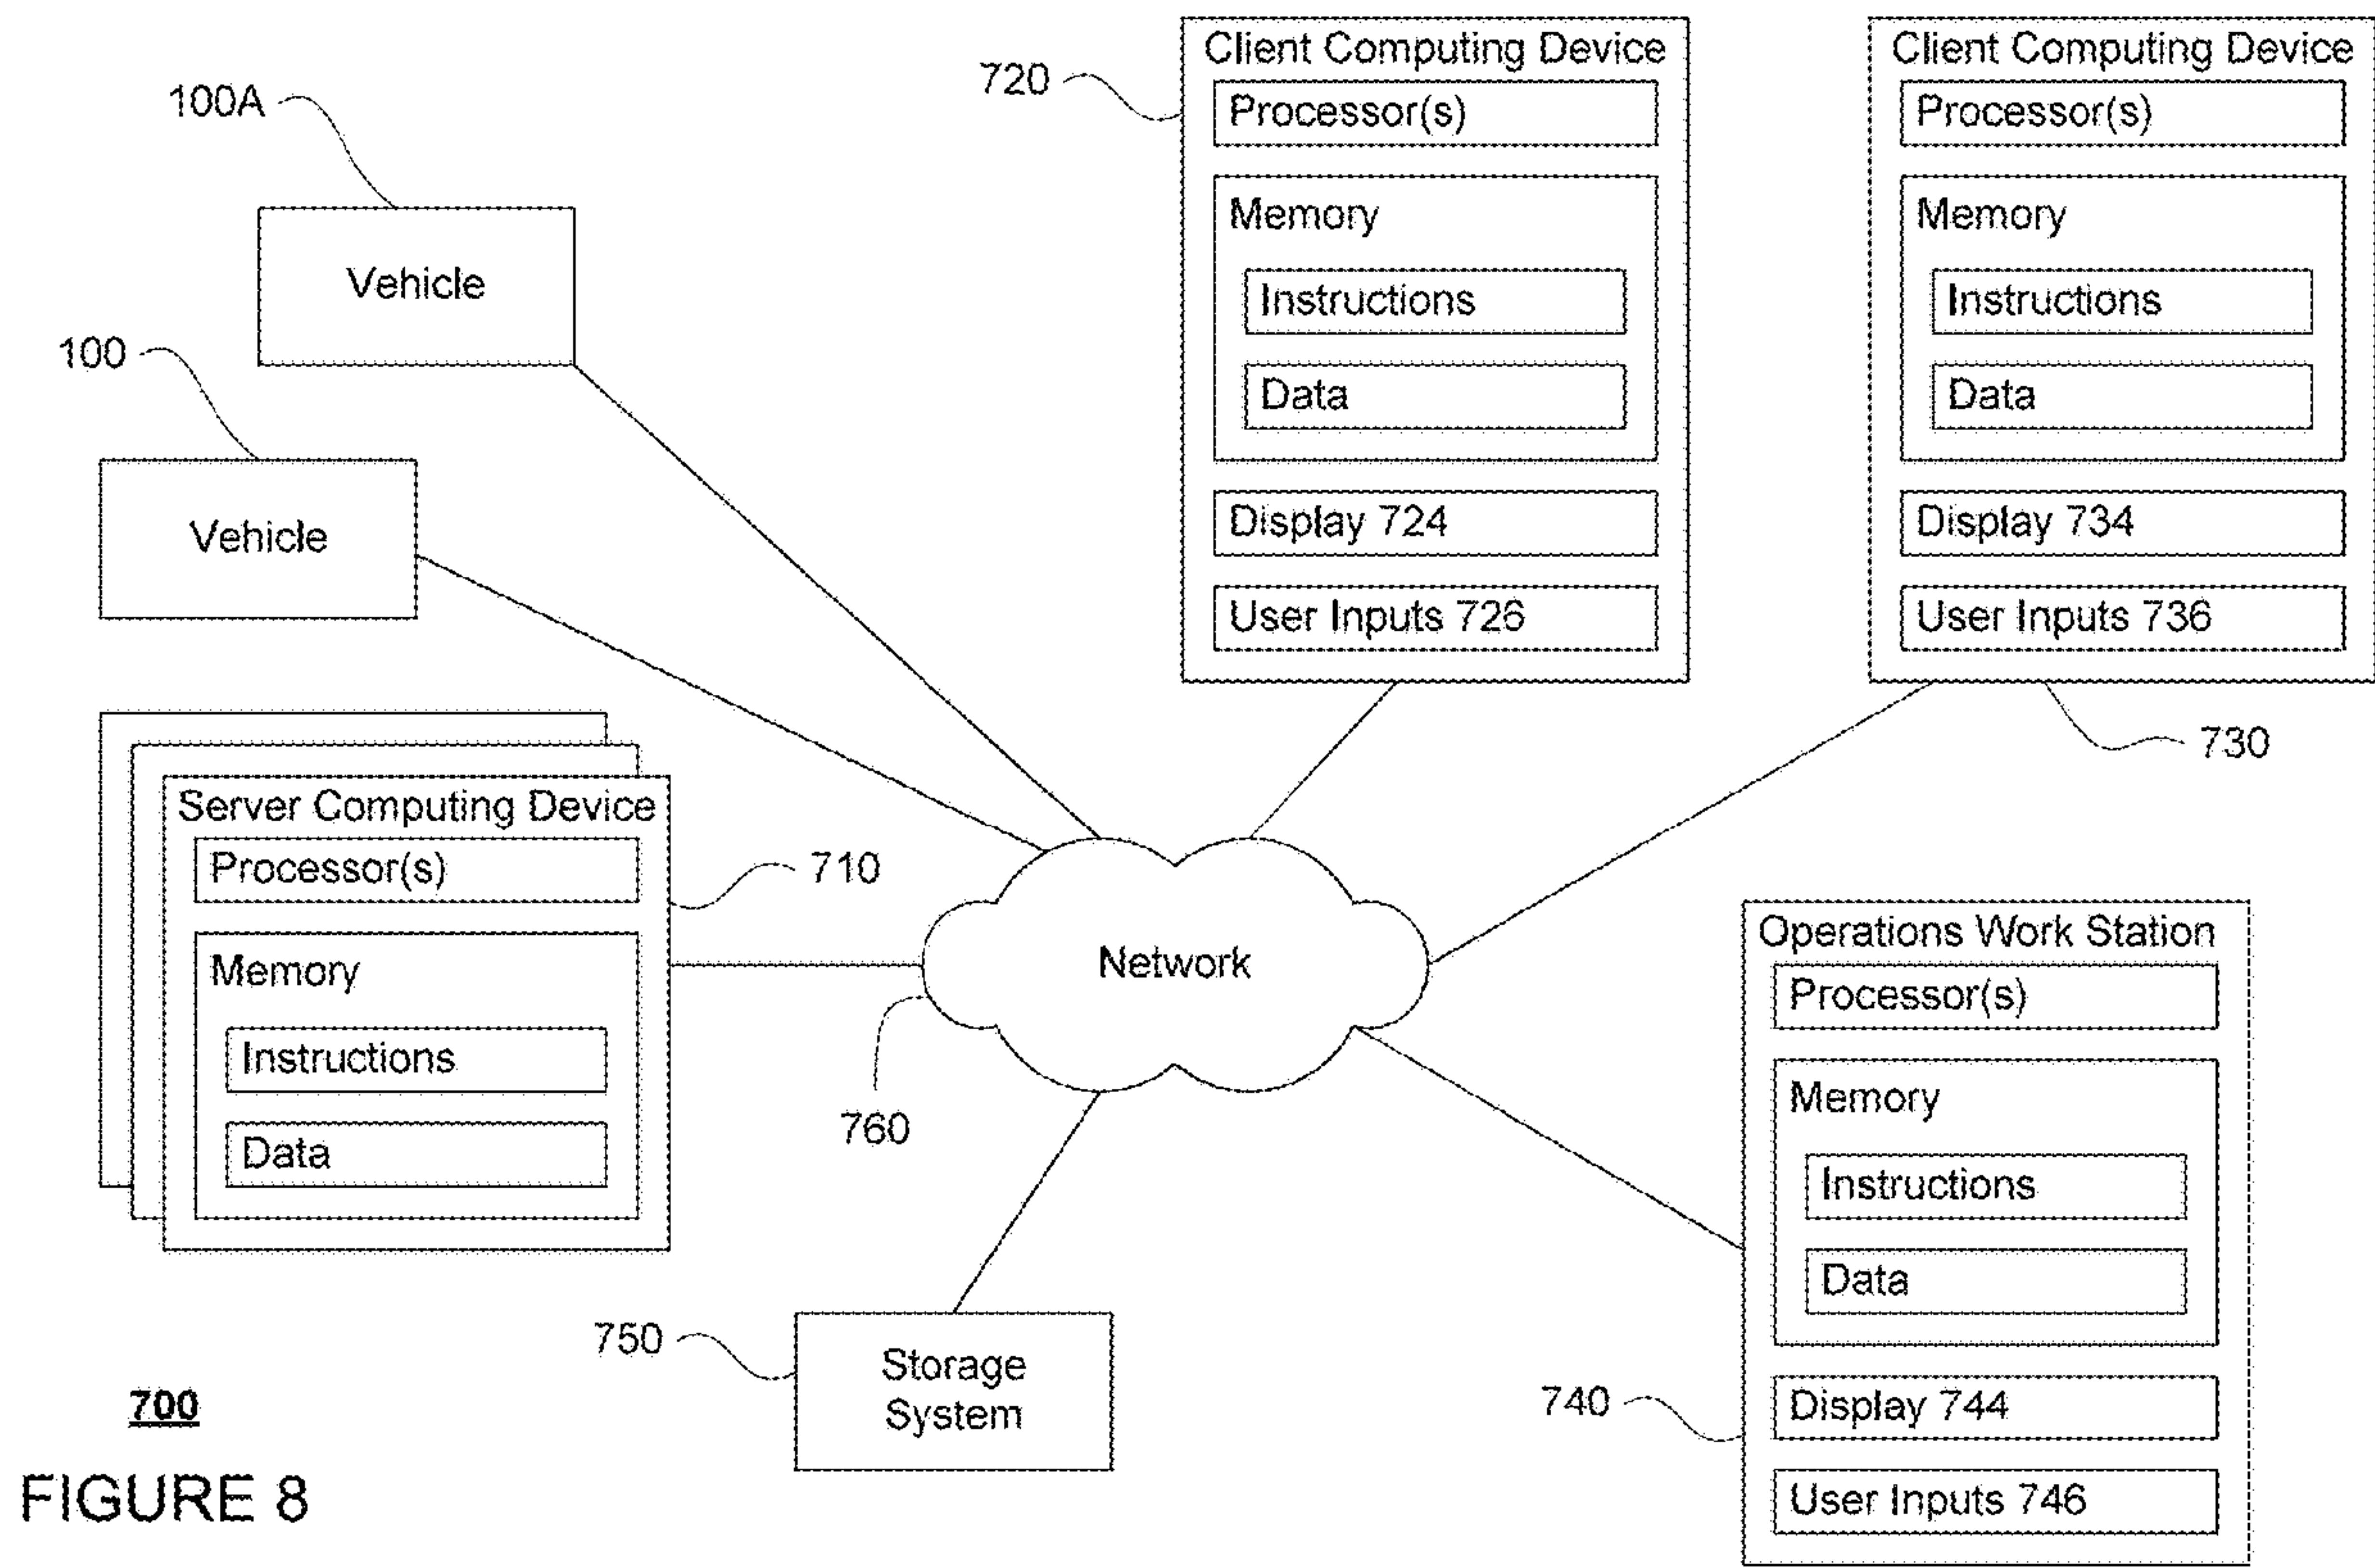 100A
Vehicle
100
Vehicle
720
Client Computing Device
Processor(s)
Memory
Instructions
Data
Display 724
User Inputs 726
Client Computing Device
Processor(s)
Memory
Instructions
Data
Display 734
User Inputs 736
730
Server Computing Device
Processor(s)
Memory
Instructions
Data
710
Network
760
Operations Work Station
Processor(s)
Memory
Instructions
Data
Display 744
User Inputs 746
740
750
Storage
System
700
FIGURE 8